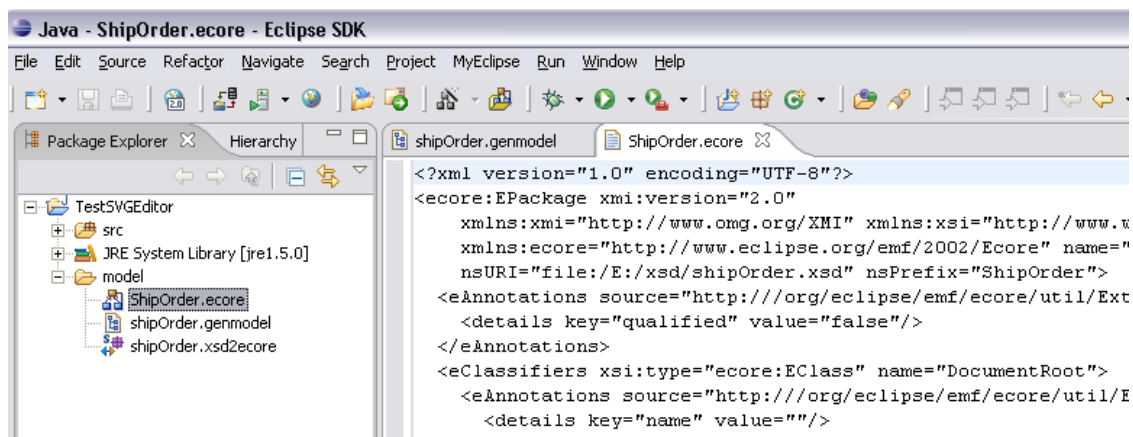 Java - ShipOrder.ecore - Eclipse SDK
File Edit Source Refactor Navigate Search Project MyEclipse Run Window Help
2.0
Package Explorer Hierarchy
shipOrder.genmodel ShipOrder.ecore
TestSVGEditor
src
JRE System Library [jre1.5.0]
model
ShipOrder.ecore
shipOrder.genmodel
shipOrder.xsd2ecore
<?xml version="1.0" encoding="UTF-8"?>
<ecore:EPackage xmi:version="2.0"
xmlns:xmi="http://www.omg.org/XMI" xmlns:xsi="http://www.w
xmlns:ecore="http://www.eclipse.org/emf/2002/Ecore" name="
nsURI="file:/E:/xsd/shipOrder.xsd" nsPrefix="ShipOrder">
<eAnnotations source="http:///org/eclipse/emf/ecore/util/Ext
<details key="qualified" value="false"/>
</eAnnotations>
<eClassifiers xsi:type="ecore:EClass" name="DocumentRoot">
<eAnnotations source="http:///org/eclipse/emf/ecore/util/E
<details key="name" value=""/>